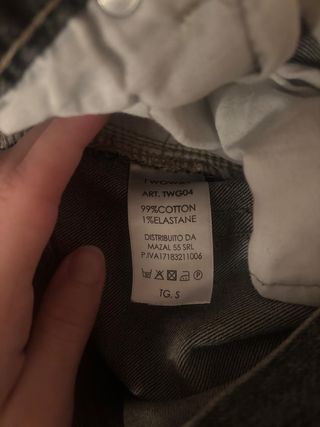 ART. TWG04
99%COTTON
1%ELASTANE
DISTRIBUITO DA
MAZAL 55 SRL
P.IVA17183211006
TG. S